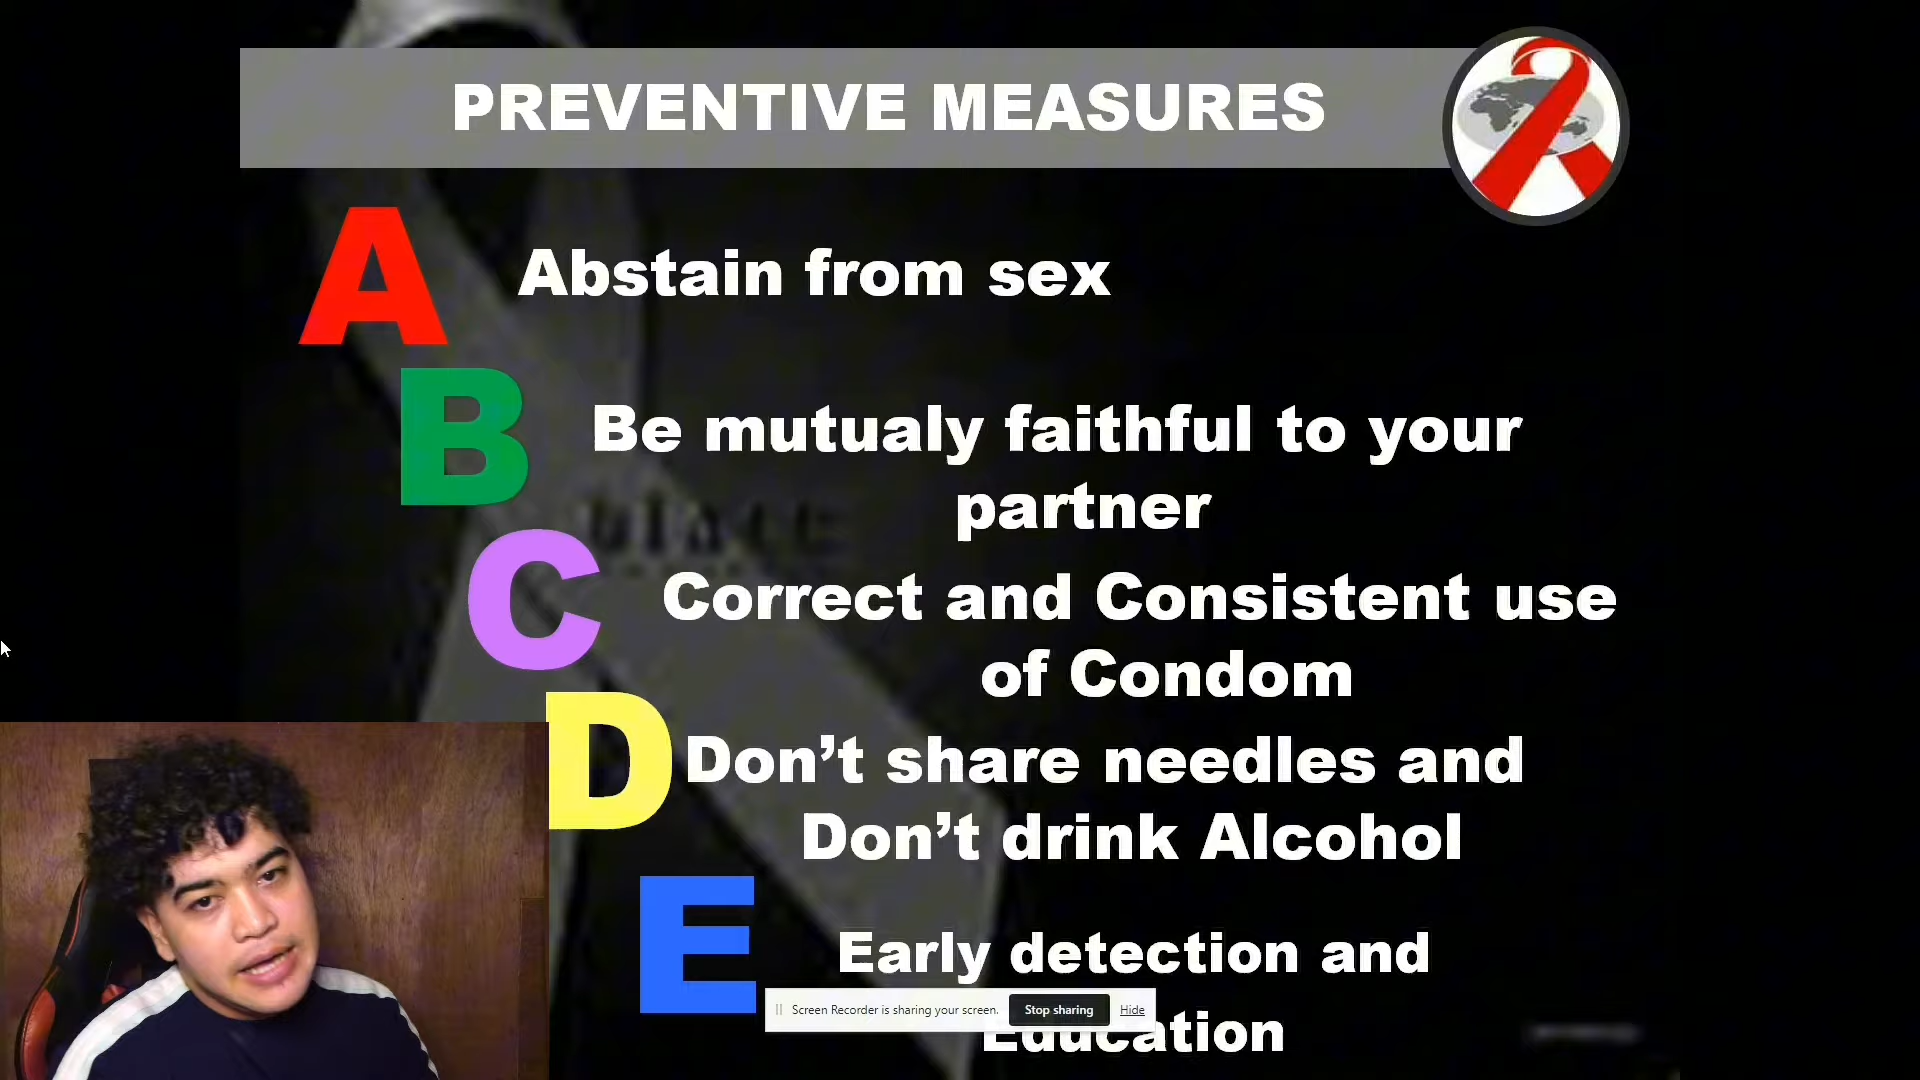 PREVENTIVE MEASURES
A
Abstain from sex
B
Be mutualy faithful to your
partner
C
Correct and Consistent use
of Condom
D
Don't share needles and
Don't drink Alcohol
E
Early detection and
Education
Screen Recorder is sharing your screen. Stop sharing Hide